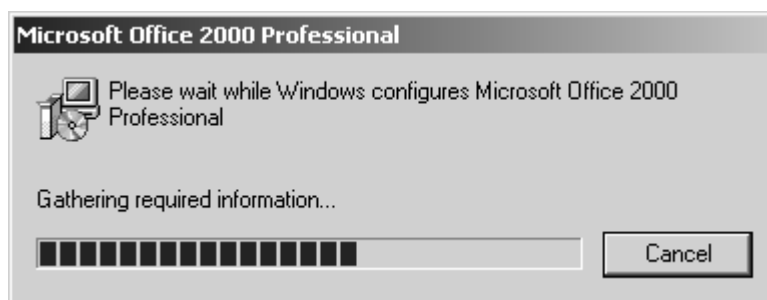 Microsoft Office 2000 Professional
Please wait while Windows configures Microsoft Office 2000
Professional
Gathering required information...
Cancel